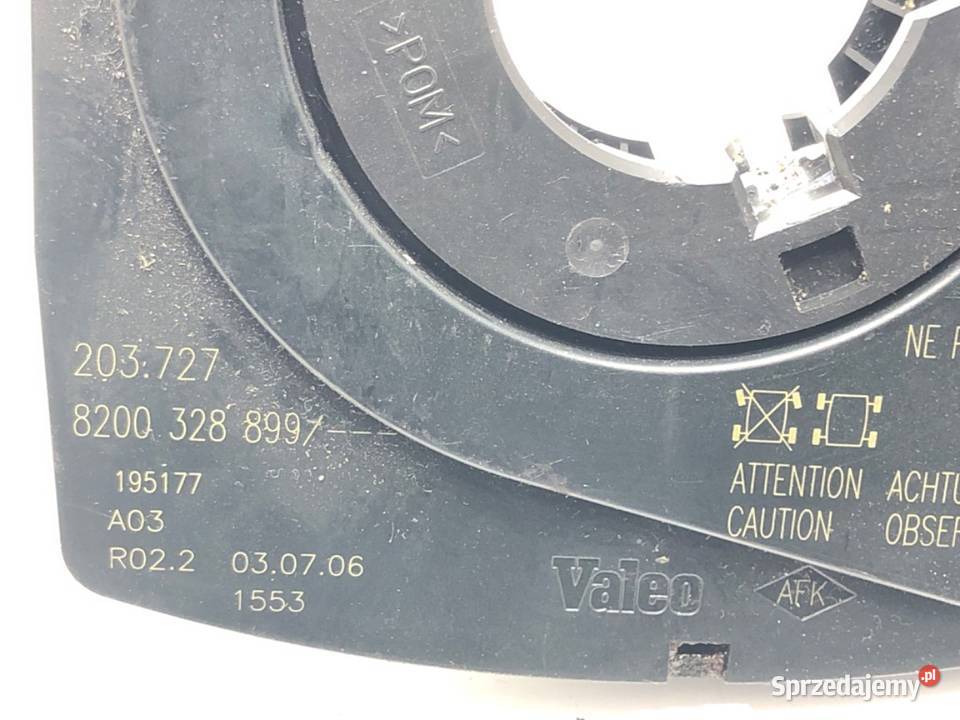 >POM<
203.727
8200 328 899/---
195177
A03
R02.2 03.07.06
1553
NE
ATTENTION
CAUTION
Valeo
AFK
Sprzedajemy.pl